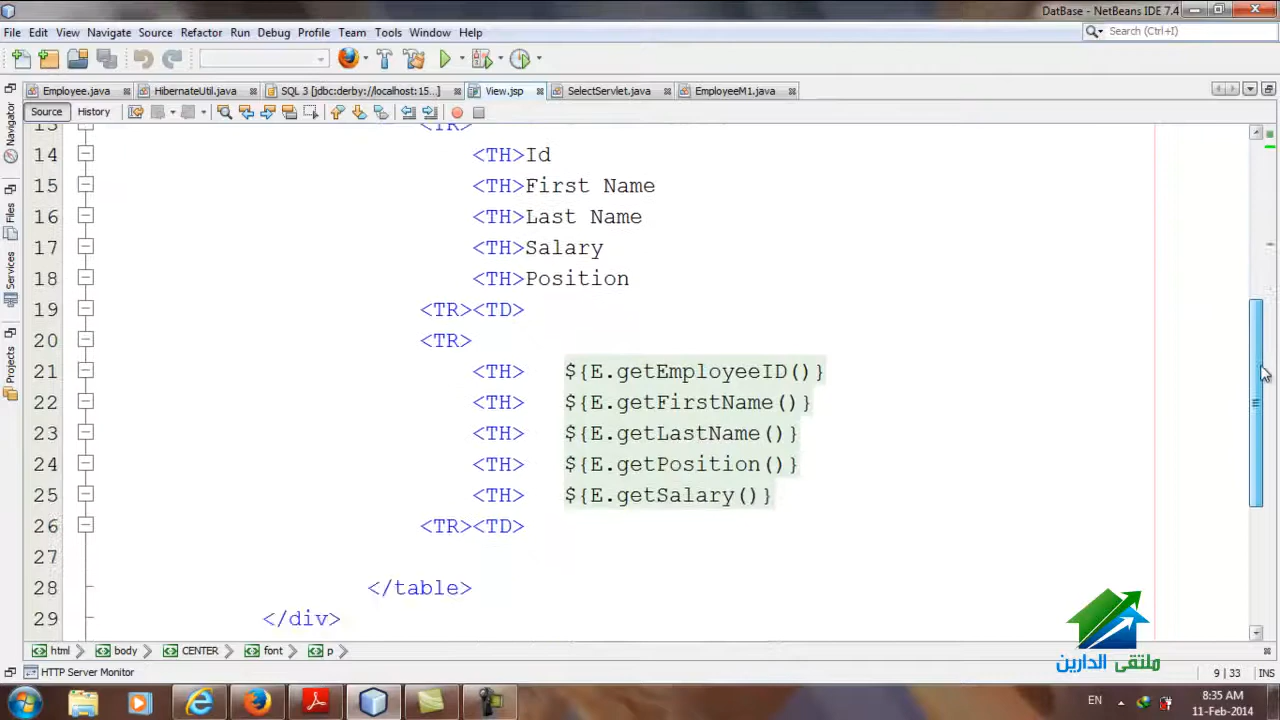 DatBase - NetBeans IDE 7.4
File Edit View Navigate Source Refactor Run Debug Profile Team Tools Window Help
Search (Ctrl+I)
Employee.java HibernateUtil.java SQL 3 [jdbc:derby://localhost:15...] View.jsp SelectServlet.java EmployeeM1.java
Source History
Navigator
Files
Services
Projects
13 <TR>
14 <TH>Id
15 <TH>First Name
16 <TH>Last Name
17 <TH>Salary
18 <TH>Position
19 <TR><TD>
20 <TR>
21 <TH> ${E.getEmployeeID()}
22 <TH> ${E.getFirstName()}
23 <TH> ${E.getLastName()}
24 <TH> ${E.getPosition()}
25 <TH> ${E.getSalary()}
26 <TR><TD>
27
28 </table>
29 </div>
ملتقى الدارين
html body CENTER font p
HTTP Server Monitor
9 | 33 INS
EN
8:35 AM
11-Feb-2014